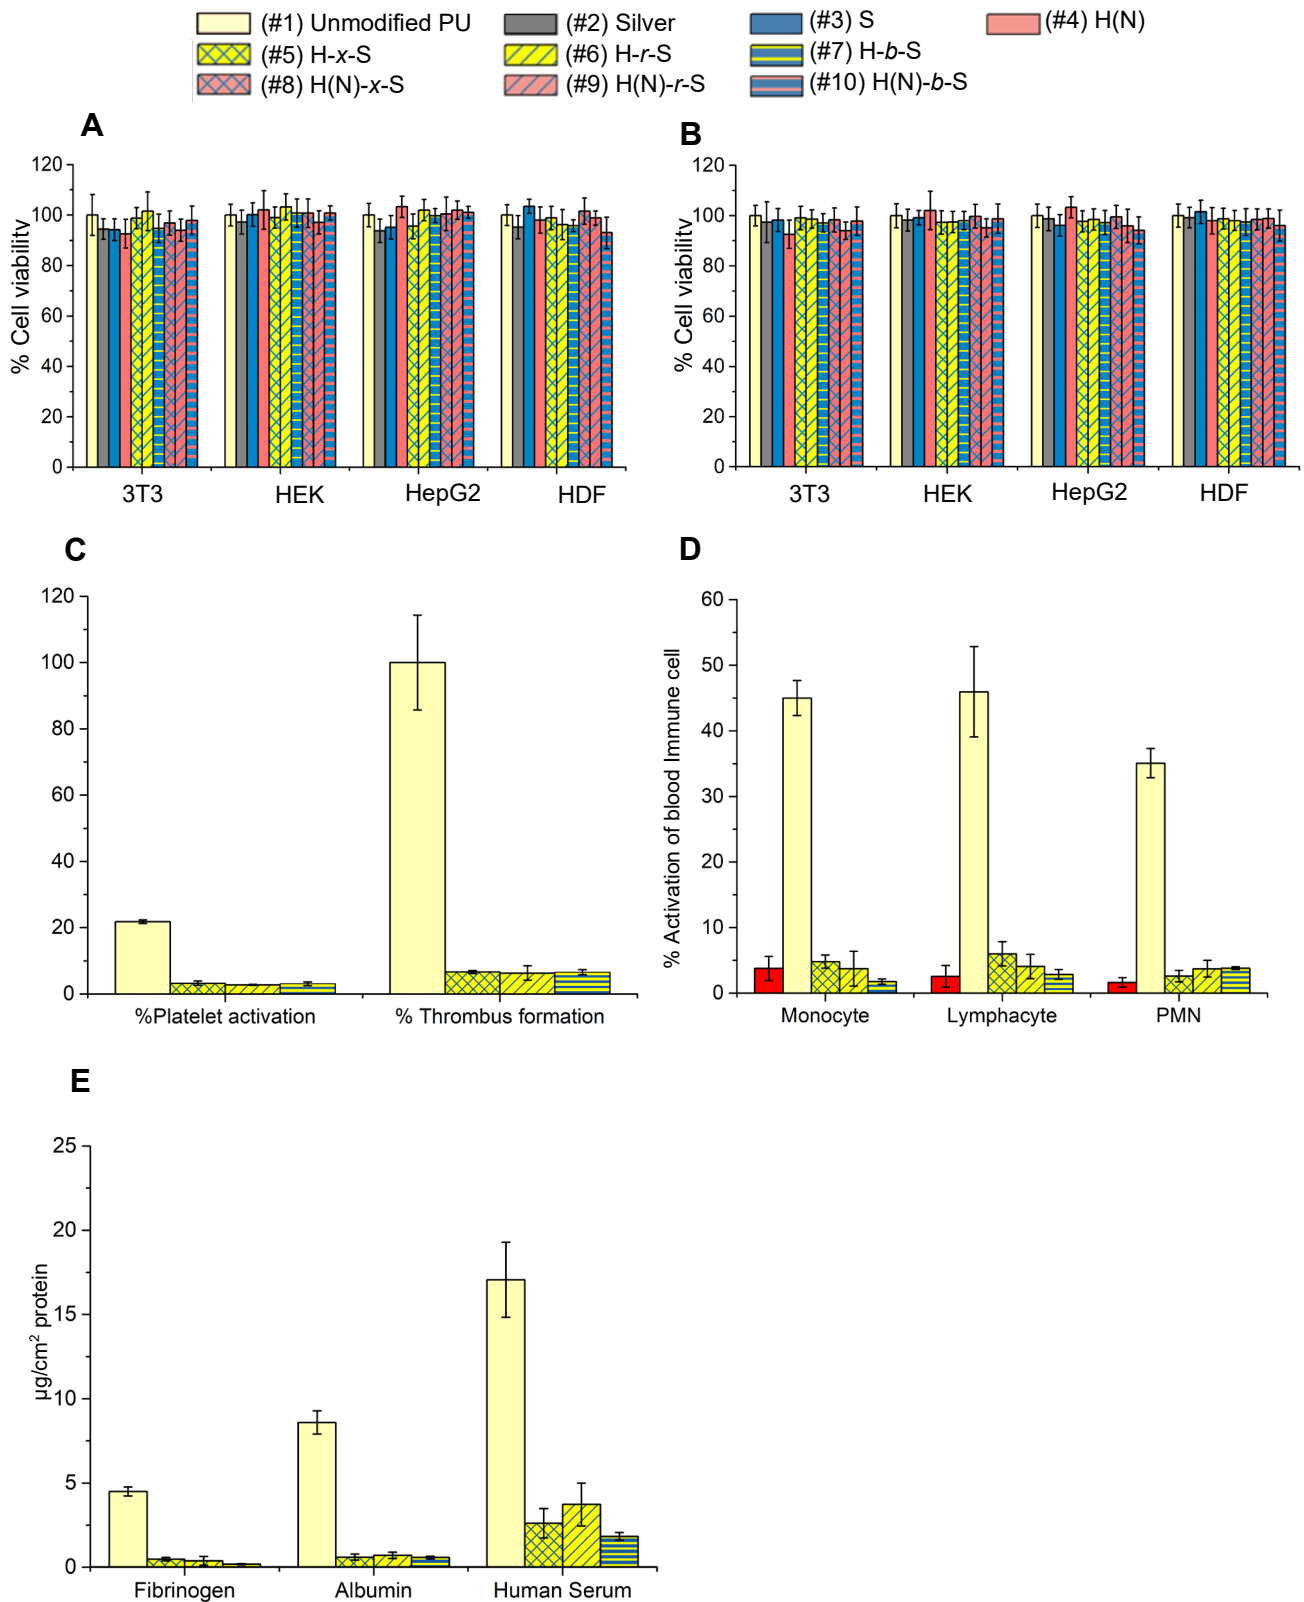 (#1) Unmodified PU (#2) Silver (#3) S (#4) H(N)
(#5) H-x-S (#6) H-r-S (#7) H-b-S
(#8) H(N)-x-S (#9) H(N)-r-S (#10) H(N)-b-S
A
120
100
80
60
40
20
0
% Cell viability
3T3 HEK HepG2 HDF
B
120
100
80
60
40
20
0
% Cell viability
3T3 HEK HepG2 HDF
C
120
100
80
60
40
20
0
%Platelet activation % Thrombus formation
D
60
50
40
30
20
10
0
% Activation of blood Immune cell
Monocyte Lymphacyte PMN
E
25
20
15
10
5
0
µg/cm² protein
Fibrinogen Albumin Human Serum